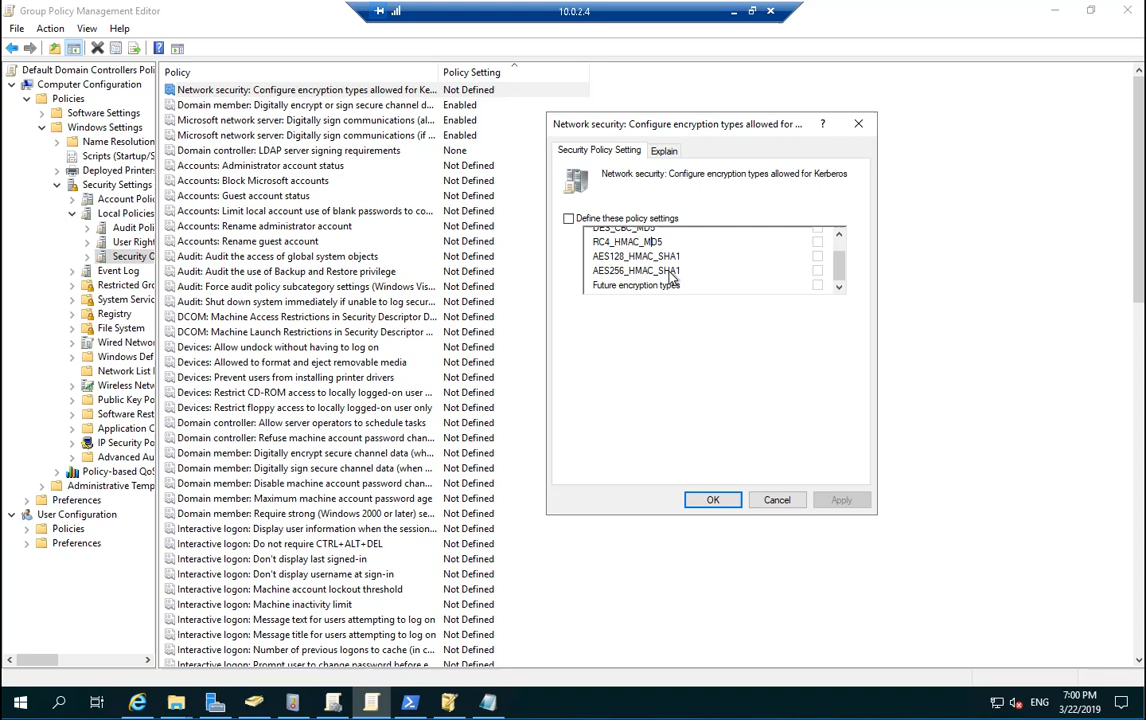 Group Policy Management Editor
10.0.2.4
File Action View Help
Default Domain Controllers Poli
Computer Configuration
Policies
Software Settings
Windows Settings
Name Resolution
Scripts (Startup/S
Deployed Printer
Security Settings
Account Polic
Local Policies
Audit Poli
User Right
Security O
Event Log
Restricted Gro
System Servic
Registry
File System
Wired Netwo
Windows Def
Network List
Wireless Netw
Public Key Po
Software Rest
Application C
IP Security Po
Advanced Au
Policy-based QoS
Administrative Temp
Preferences
User Configuration
Policies
Preferences
Policy Policy Setting
Network security: Configure encryption types allowed for Ke... Not Defined
Domain member: Digitally encrypt or sign secure channel d... Enabled
Microsoft network server: Digitally sign communications (al... Enabled
Microsoft network server: Digitally sign communications (if ... Enabled
Domain controller: LDAP server signing requirements None
Accounts: Administrator account status Not Defined
Accounts: Block Microsoft accounts Not Defined
Accounts: Guest account status Not Defined
Accounts: Limit local account use of blank passwords to co... Not Defined
Accounts: Rename administrator account Not Defined
Accounts: Rename guest account Not Defined
Audit: Audit the access of global system objects Not Defined
Audit: Audit the use of Backup and Restore privilege Not Defined
Audit: Force audit policy subcategory settings (Windows Vis... Not Defined
Audit: Shut down system immediately if unable to log secur... Not Defined
DCOM: Machine Access Restrictions in Security Descriptor D... Not Defined
DCOM: Machine Launch Restrictions in Security Descriptor ... Not Defined
Devices: Allow undock without having to log on Not Defined
Devices: Allowed to format and eject removable media Not Defined
Devices: Prevent users from installing printer drivers Not Defined
Devices: Restrict CD-ROM access to locally logged-on user ... Not Defined
Devices: Restrict floppy access to locally logged-on user only Not Defined
Domain controller: Allow server operators to schedule tasks Not Defined
Domain controller: Refuse machine account password chan... Not Defined
Domain member: Digitally encrypt secure channel data (wh... Not Defined
Domain member: Digitally sign secure channel data (when ... Not Defined
Domain member: Disable machine account password chan... Not Defined
Domain member: Maximum machine account password age Not Defined
Domain member: Require strong (Windows 2000 or later) se... Not Defined
Interactive logon: Display user information when the session... Not Defined
Interactive logon: Do not require CTRL+ALT+DEL Not Defined
Interactive logon: Don't display last signed-in Not Defined
Interactive logon: Don't display username at sign-in Not Defined
Interactive logon: Machine account lockout threshold Not Defined
Interactive logon: Machine inactivity limit Not Defined
Interactive logon: Message text for users attempting to log on Not Defined
Interactive logon: Message title for users attempting to log on Not Defined
Interactive logon: Number of previous logons to cache (in c... Not Defined
Interactive logon: Prompt user to change password before e... Not Defined
Network security: Configure encryption types allowed for ...
Security Policy Setting Explain
Network security: Configure encryption types allowed for Kerberos
Define these policy settings
DES_CBC_MD5
RC4_HMAC_MD5
AES128_HMAC_SHA1
AES256_HMAC_SHA1
Future encryption types
OK Cancel Apply
ENG
7:00 PM
3/22/2019